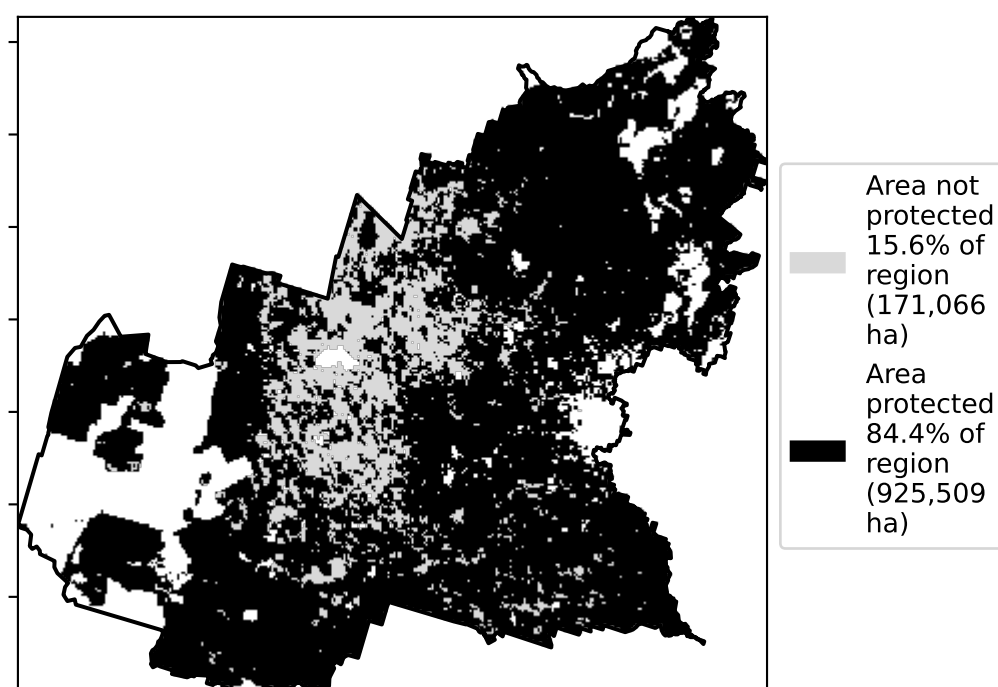 Area not
protected
15.6% of
region
(171,066
ha)
Area
protected
84.4% of
region
(925,509
ha)